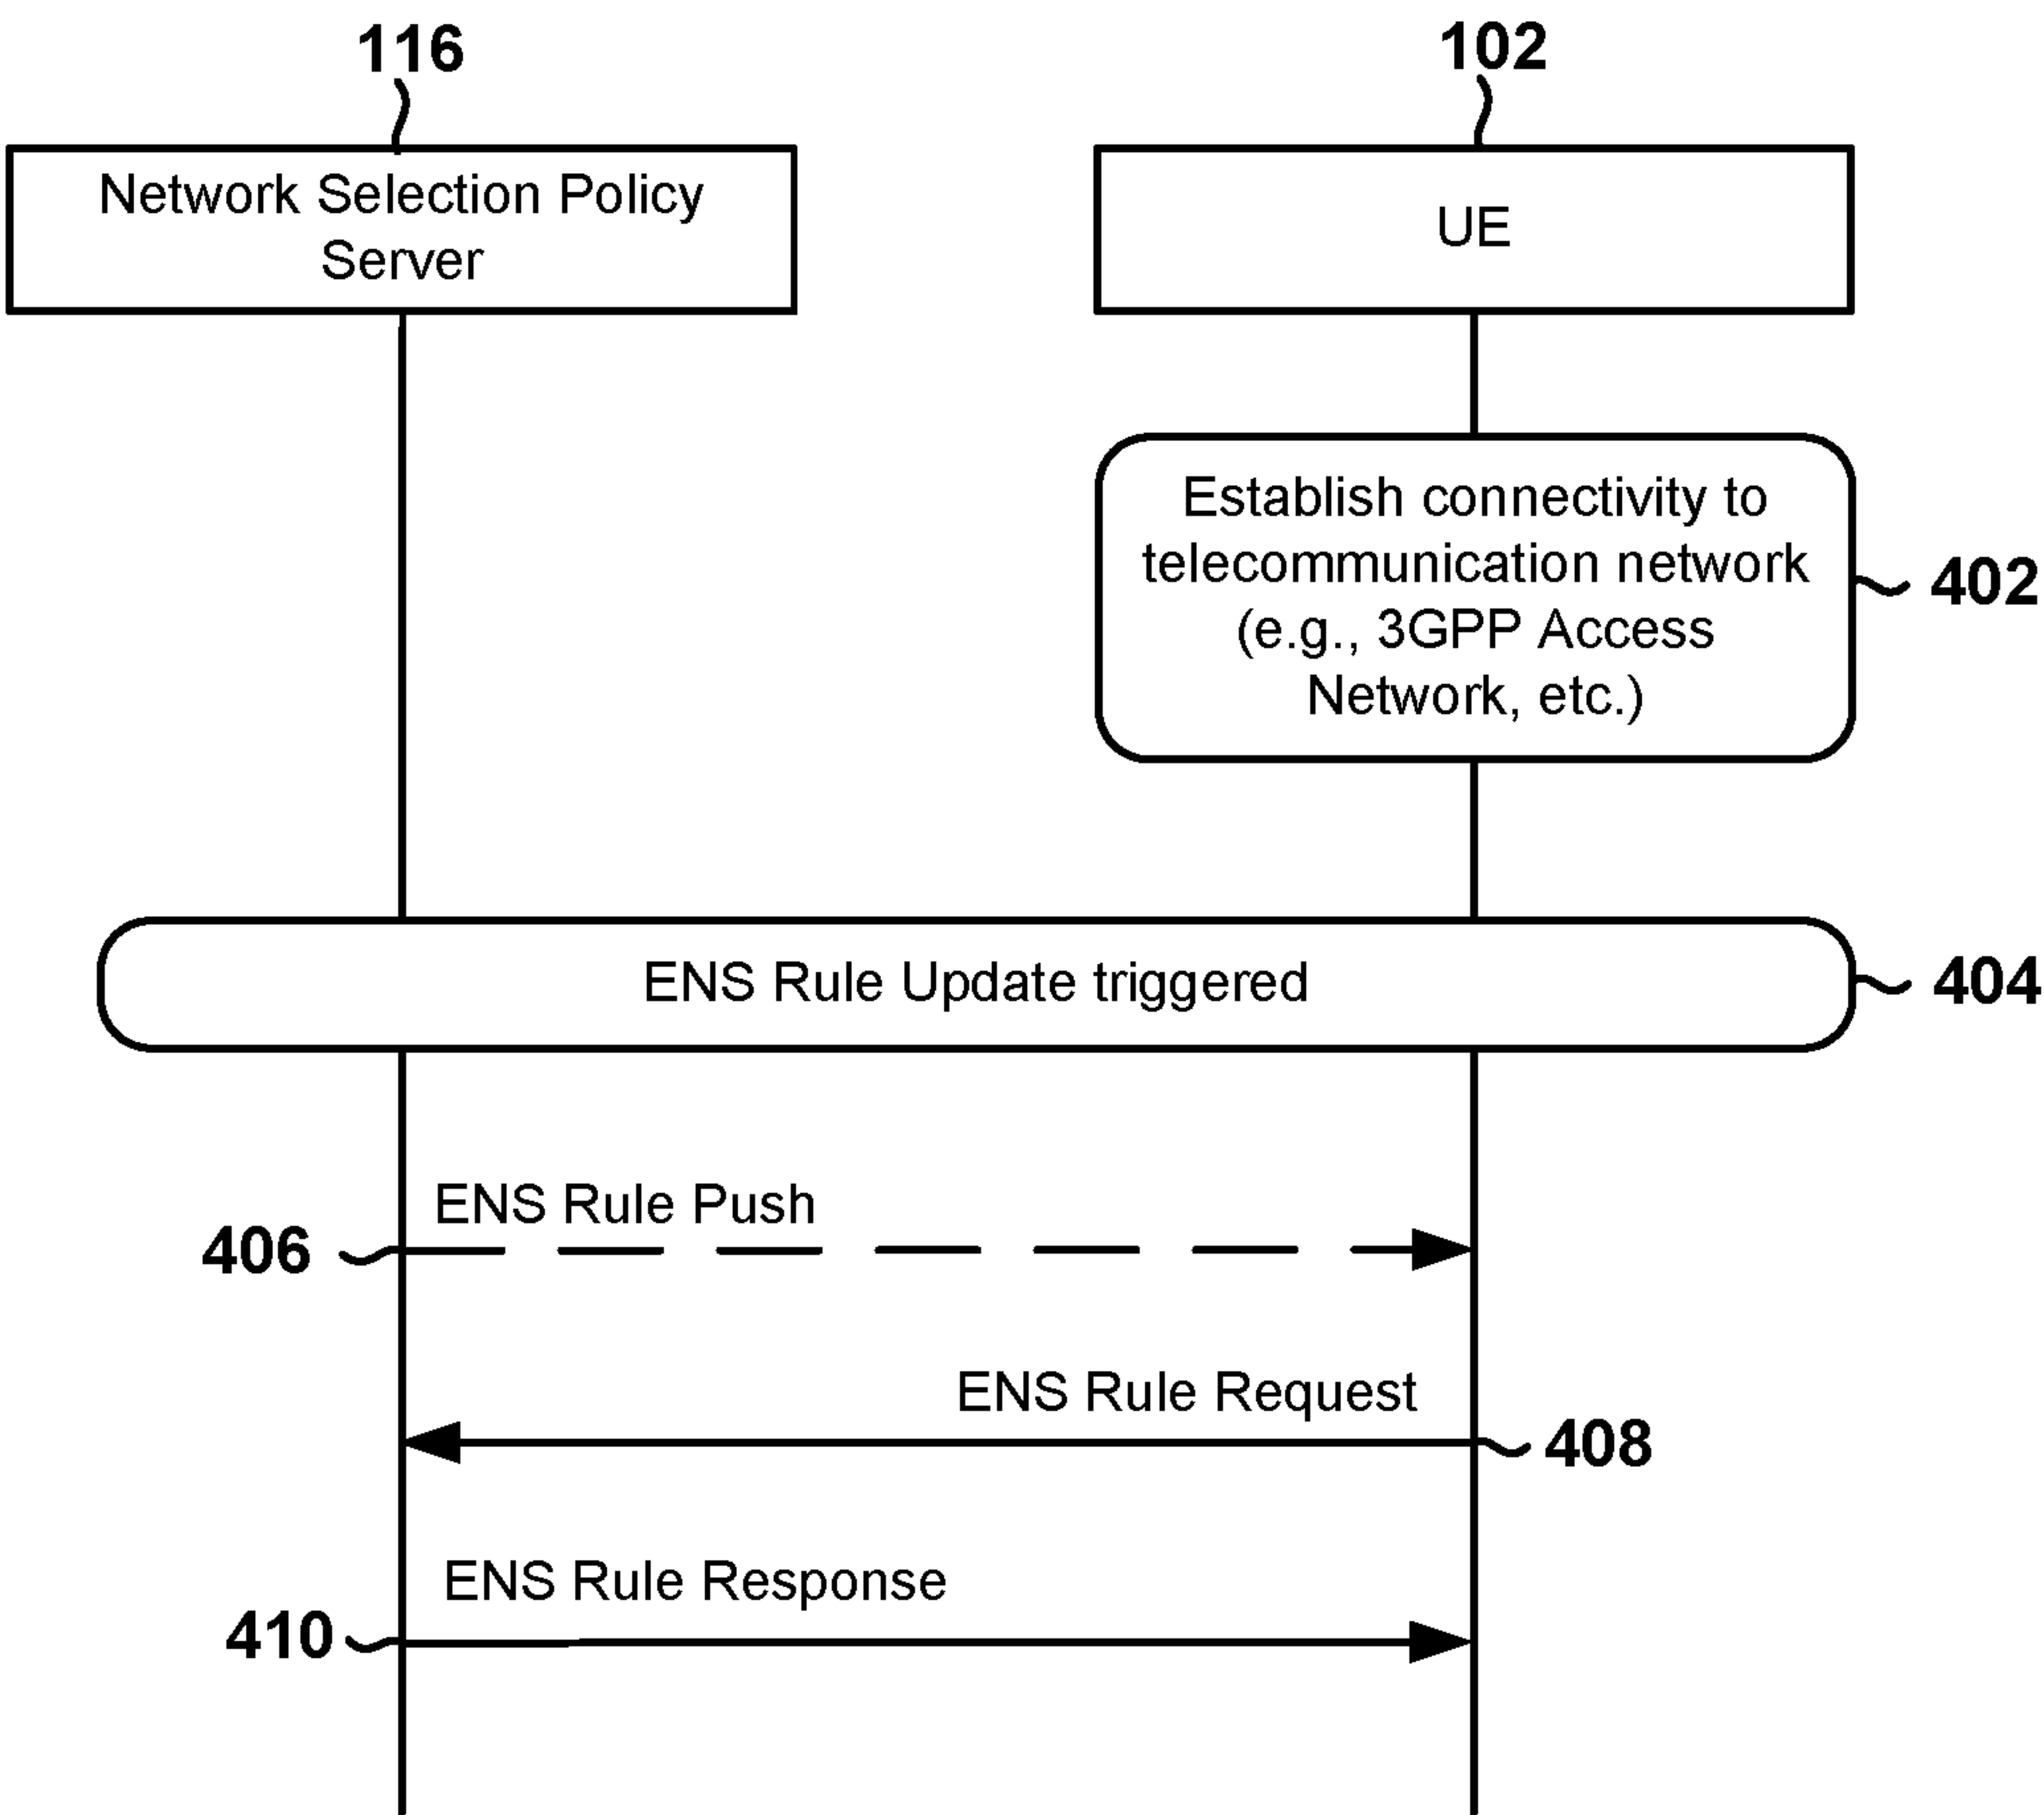 116
102
Network Selection Policy
Server
UE
Establish connectivity to
telecommunication network
(e.g., 3GPP Access
Network, etc.)
402
ENS Rule Update triggered
404
ENS Rule Push
406
ENS Rule Request
408
ENS Rule Response
410